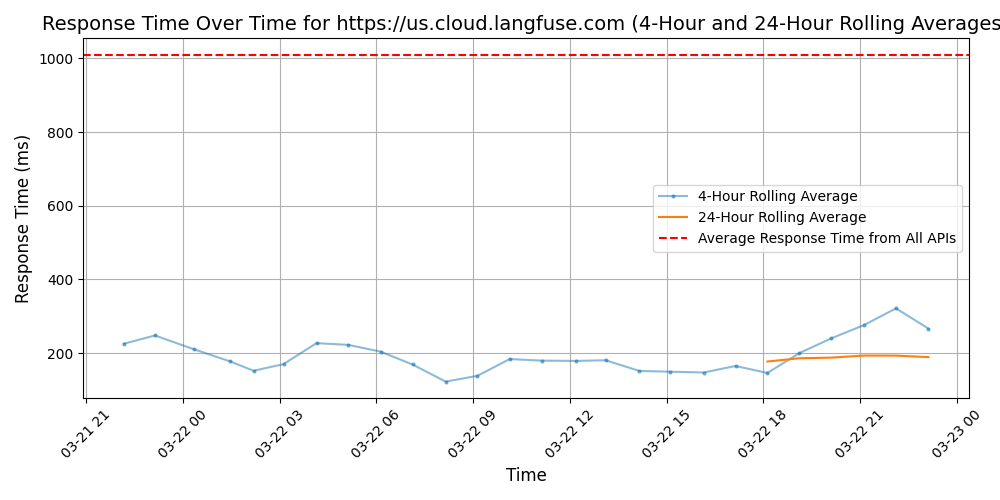 Response Time Over Time for https://us.cloud.langfuse.com (4-Hour and 24-Hour Rolling Averages
Response Time (ms)
1000
800
600
400
200
4-Hour Rolling Average
24-Hour Rolling Average
Average Response Time from All APIs
03-21 21
03-22 00
03-22 03
03-22 06
03-22 09
03-22 12
03-22 15
03-22 18
03-22 21
03-23 00
Time